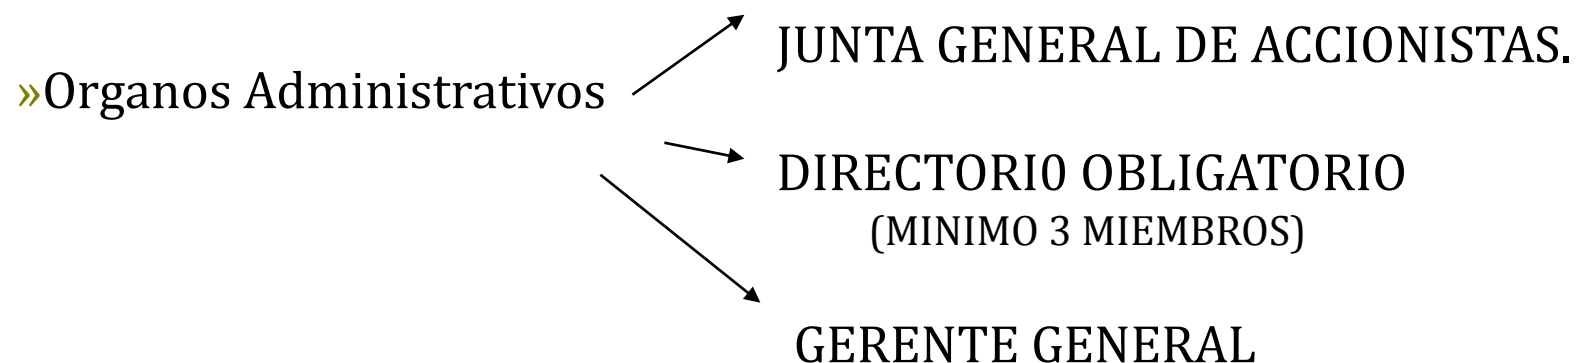 »Organos Administrativos
JUNTA GENERAL DE ACCIONISTAS.
DIRECTORI0 OBLIGATORIO
(MINIMO 3 MIEMBROS)
GERENTE GENERAL